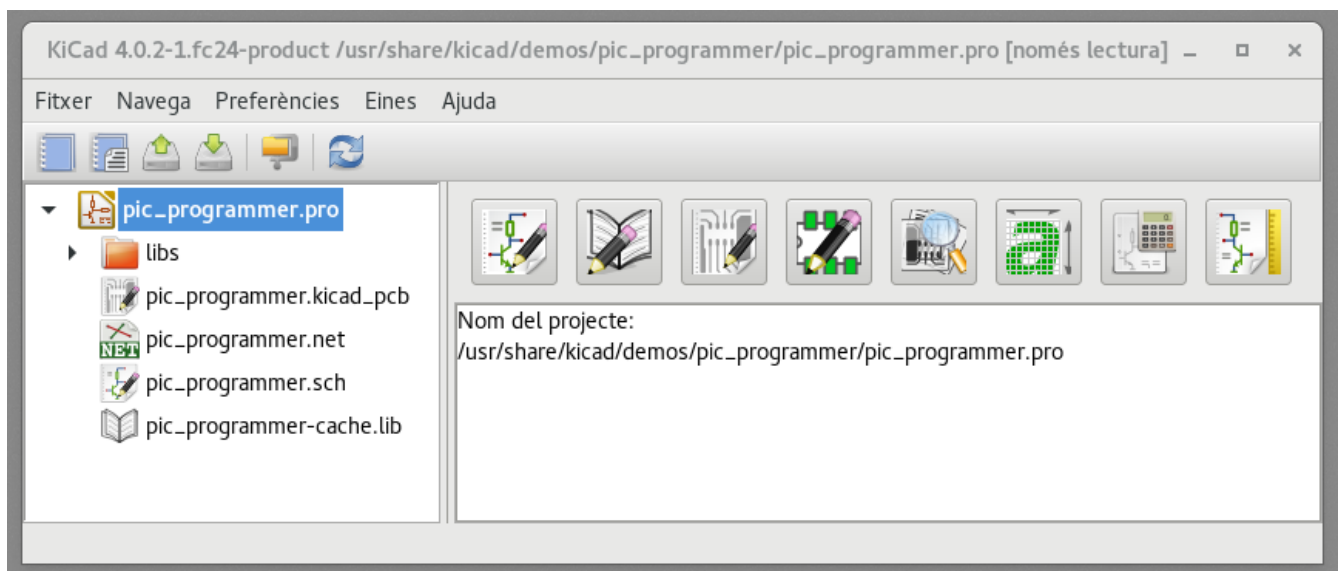 KiCad 4.0.2-1.fc24-product /usr/share/kicad/demos/pic_programmer/pic_programmer.pro [només lectura]
Fitxer Navega Preferències Eines Ajuda
pic_programmer.pro
libs
pic_programmer.kicad_pcb
NET pic_programmer.net
pic_programmer.sch
pic_programmer-cache.lib
a
Nom del projecte:
/usr/share/kicad/demos/pic_programmer/pic_programmer.pro